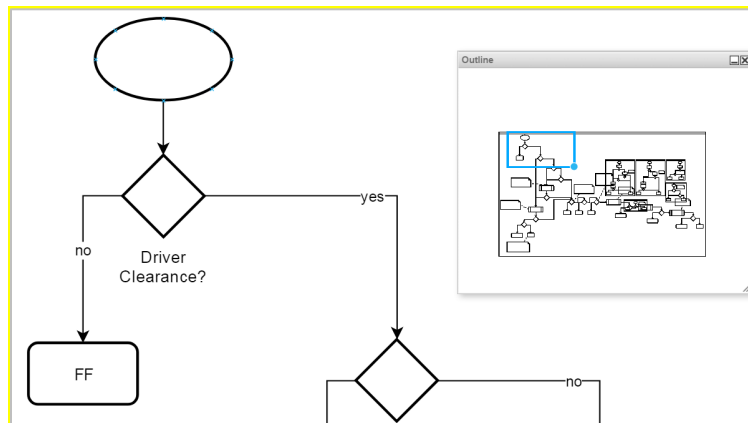 Outline
yes
no
Driver
Clearance?
FF
no